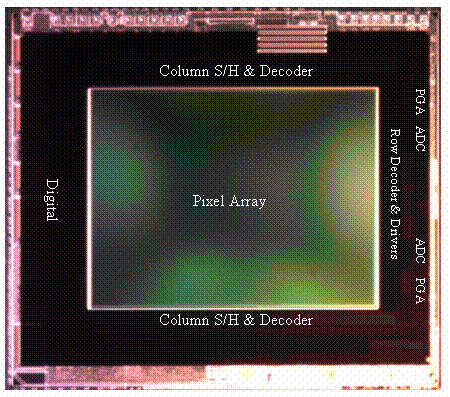 Column S/H & Decoder
PGA ADC
Row Decoder & Drivers
Digital
Pixel Array
ADC PGA
Column S/H & Decoder